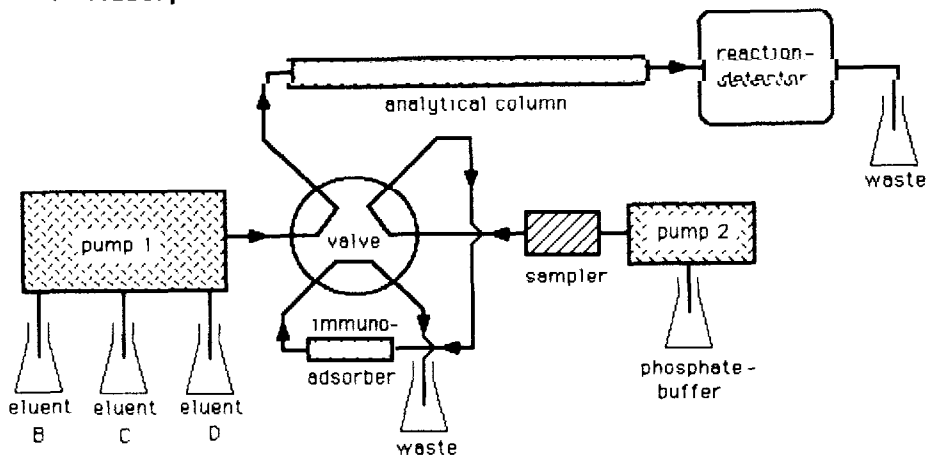 reaction-
detector
analytical column
waste
pump 1
valve
sampler
pump 2
immuno-
adsorber
phosphate-
buffer
eluent
B
eluent
C
eluent
D
waste